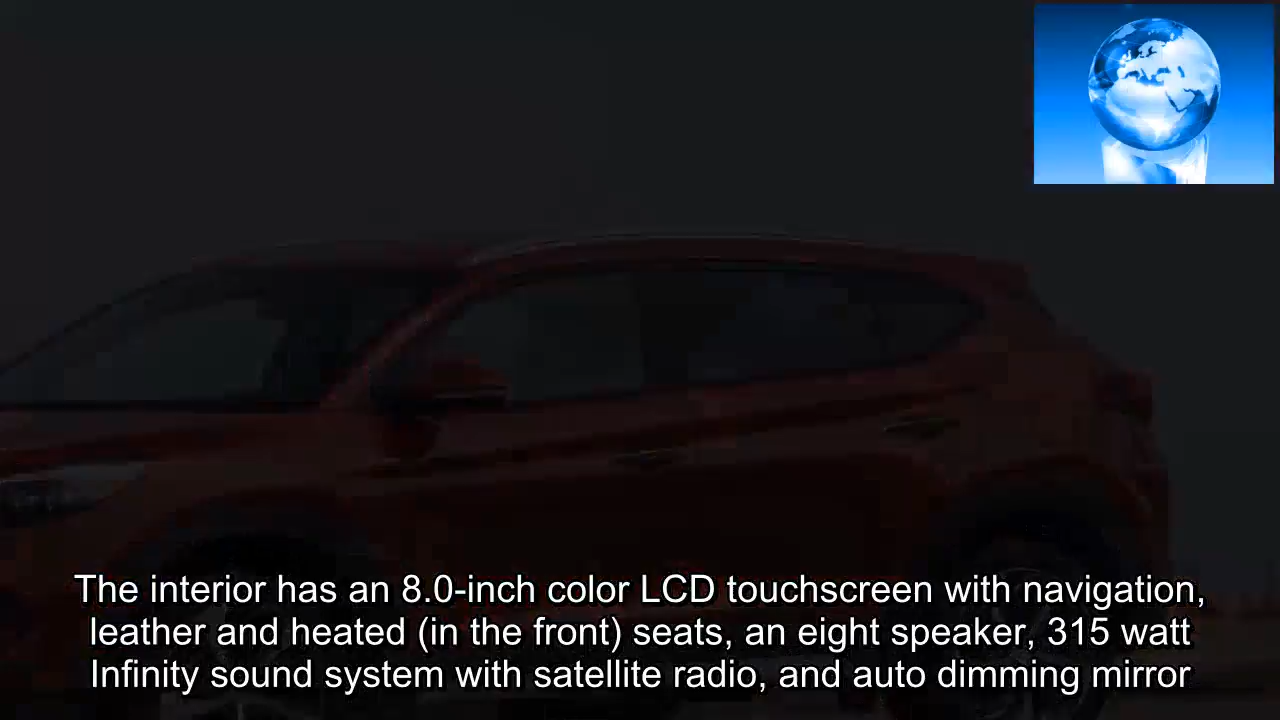 The interior has an 8.0-inch color LCD touchscreen with navigation,
leather and heated (in the front) seats, an eight speaker, 315 watt
Infinity sound system with satellite radio, and auto dimming mirror